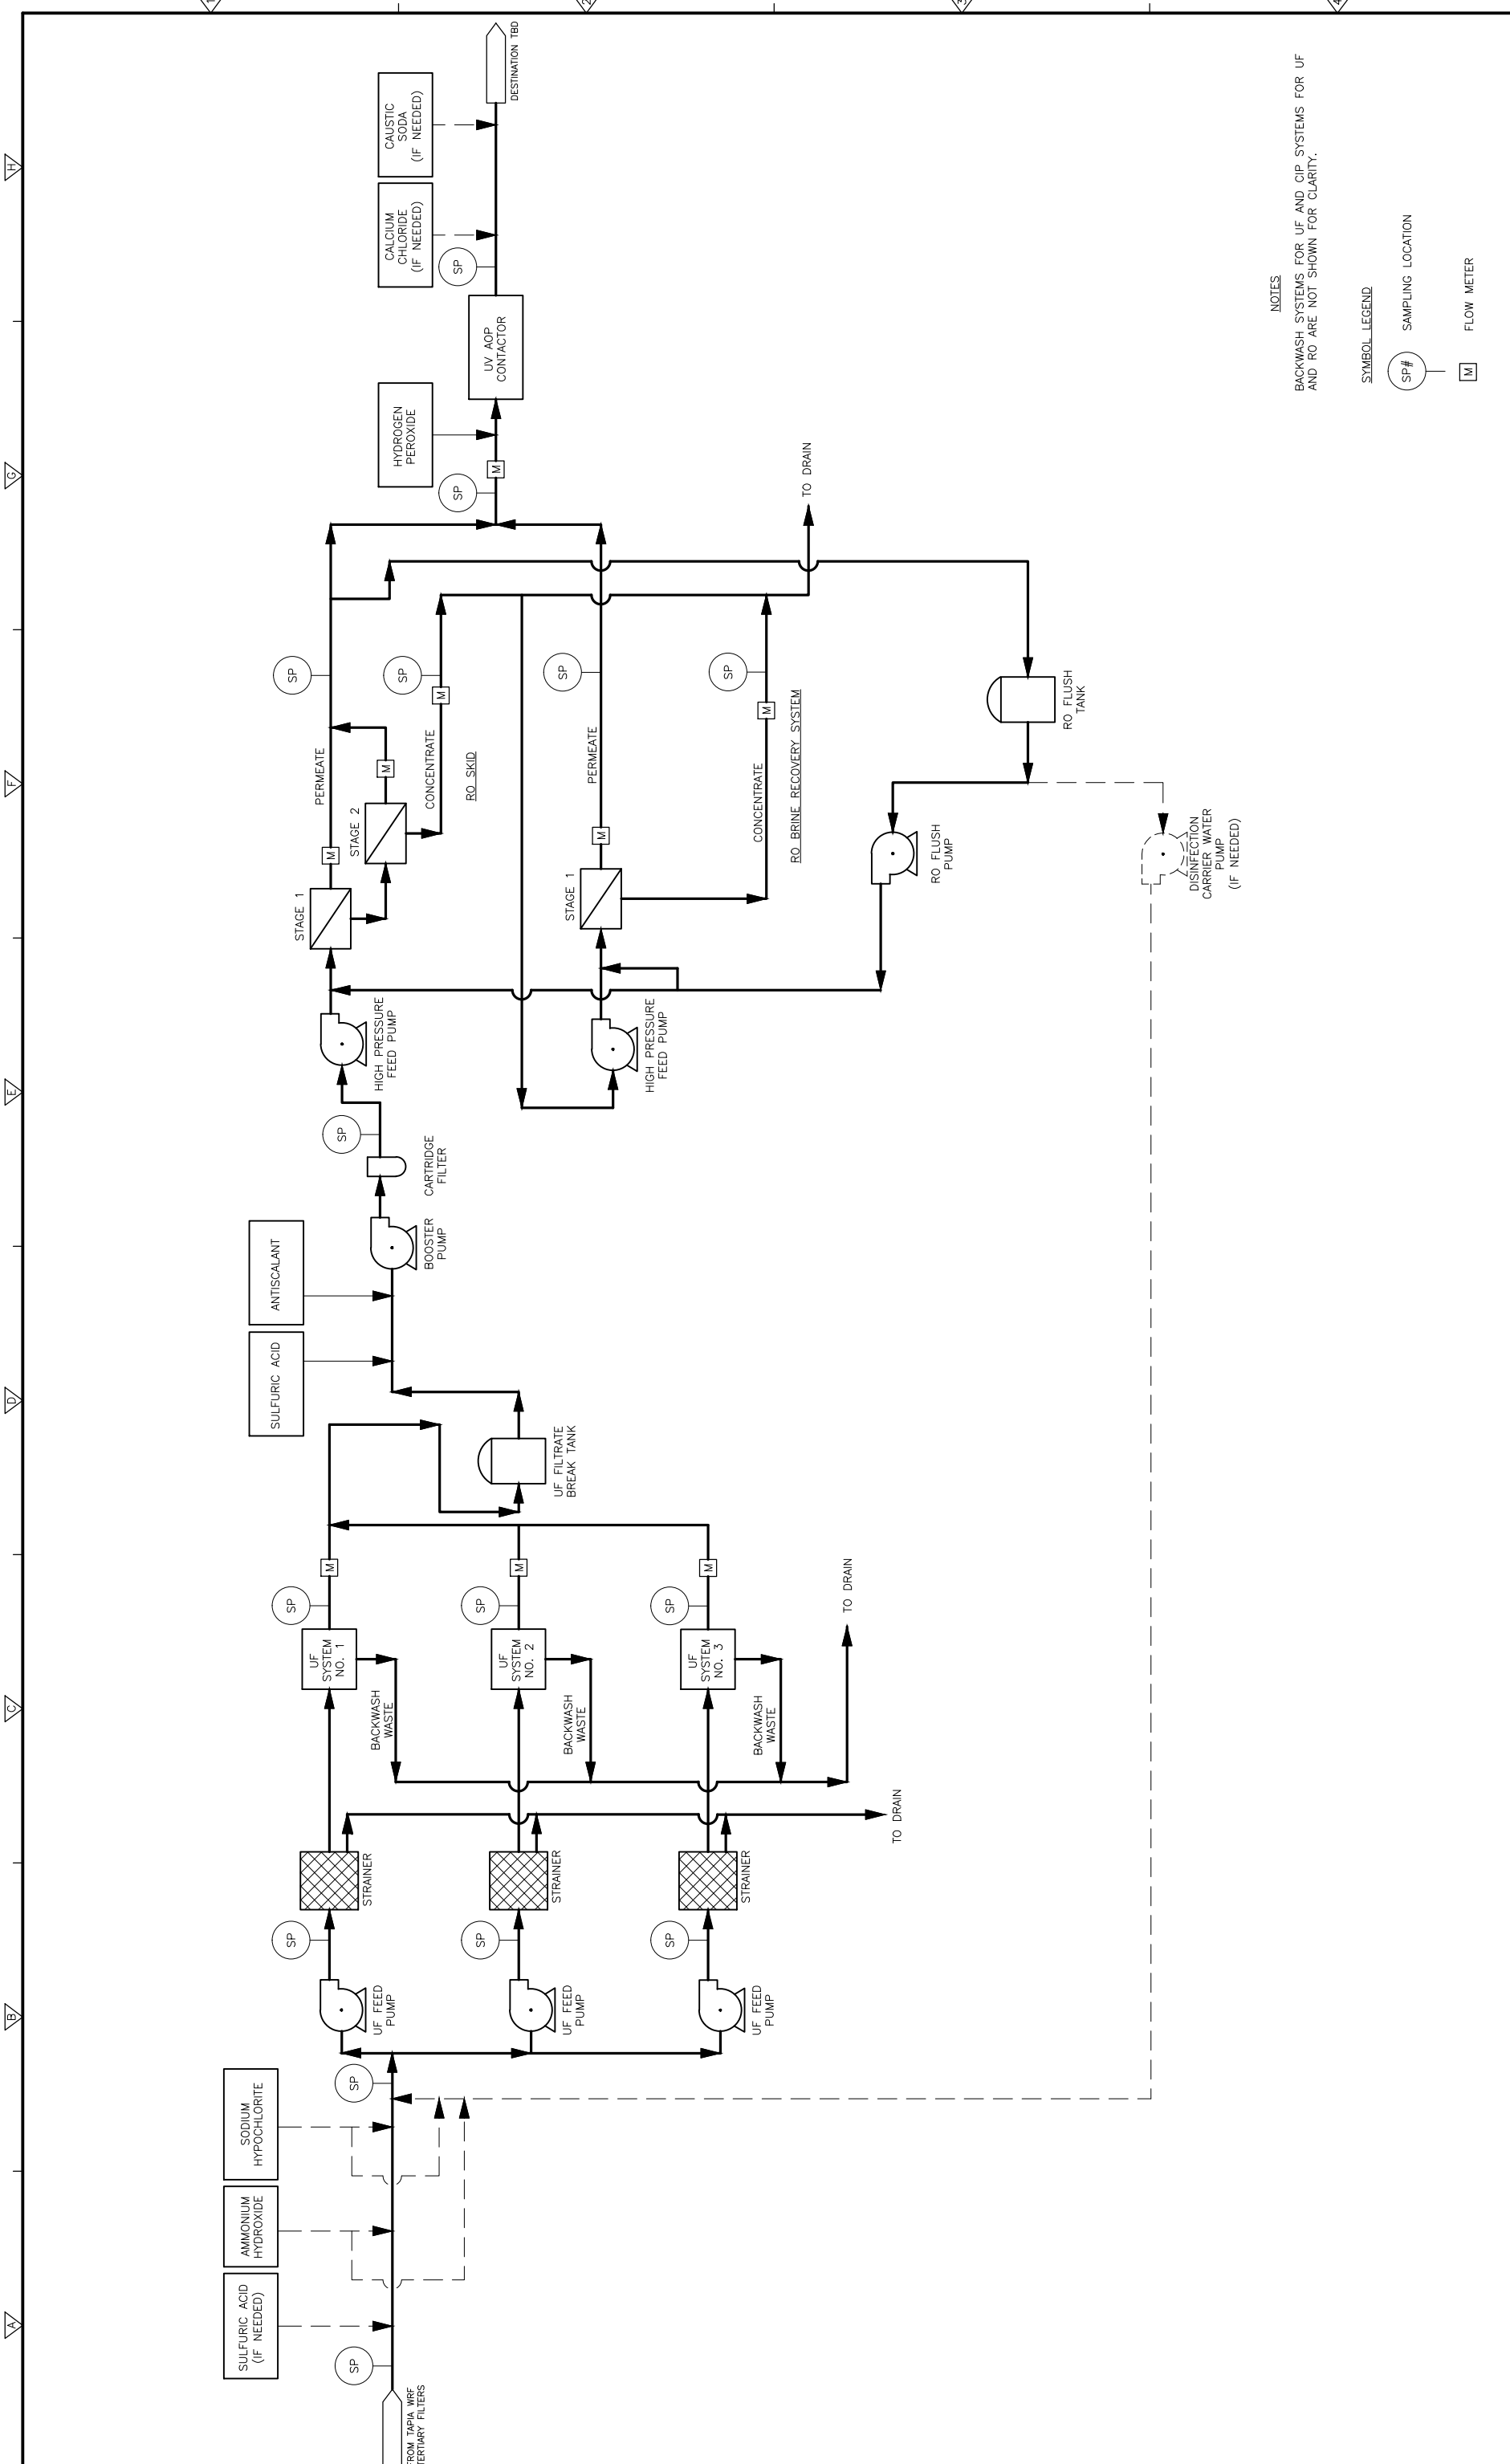 FROM TAPIA WRF
TERTIARY FILTERS
SP
SULFURIC ACID
(IF NEEDED)
AMMONIUM
HYDROXIDE
SODIUM
HYPOCHLORITE
SP
UF FEED
PUMP
UF FEED
PUMP
UF FEED
PUMP
SP
SP
SP
STRAINER
STRAINER
STRAINER
TO DRAIN
BACKWASH
WASTE
BACKWASH
WASTE
BACKWASH
WASTE
TO DRAIN
UF
SYSTEM
NO. 1
UF
SYSTEM
NO. 2
UF
SYSTEM
NO. 3
SP
SP
SP
M
M
M
UF FILTRATE
BREAK TANK
SULFURIC ACID
ANTISCALANT
BOOSTER
PUMP
CARTRIDGE
FILTER
SP
HIGH PRESSURE
FEED PUMP
HIGH PRESSURE
FEED PUMP
STAGE 1
M
STAGE 2
M
PERMEATE
SP
CONCENTRATE
M
SP
RO SKID
STAGE 1
M
PERMEATE
SP
CONCENTRATE
M
SP
RO BRINE RECOVERY SYSTEM
TO DRAIN
RO FLUSH
PUMP
RO FLUSH
TANK
DISINFECTION
CARRIER WATER
PUMP
(IF NEEDED)
SP
M
HYDROGEN
PEROXIDE
UV AOP
CONTACTOR
SP
CALCIUM
CHLORIDE
(IF NEEDED)
CAUSTIC
SODA
(IF NEEDED)
DESTINATION TBD
NOTES
BACKWASH SYSTEMS FOR UF AND CIP SYSTEMS FOR UF
AND RO ARE NOT SHOWN FOR CLARITY.
SYMBOL LEGEND
SP#
SAMPLING LOCATION
M
FLOW METER
A
B
C
D
E
F
G
H